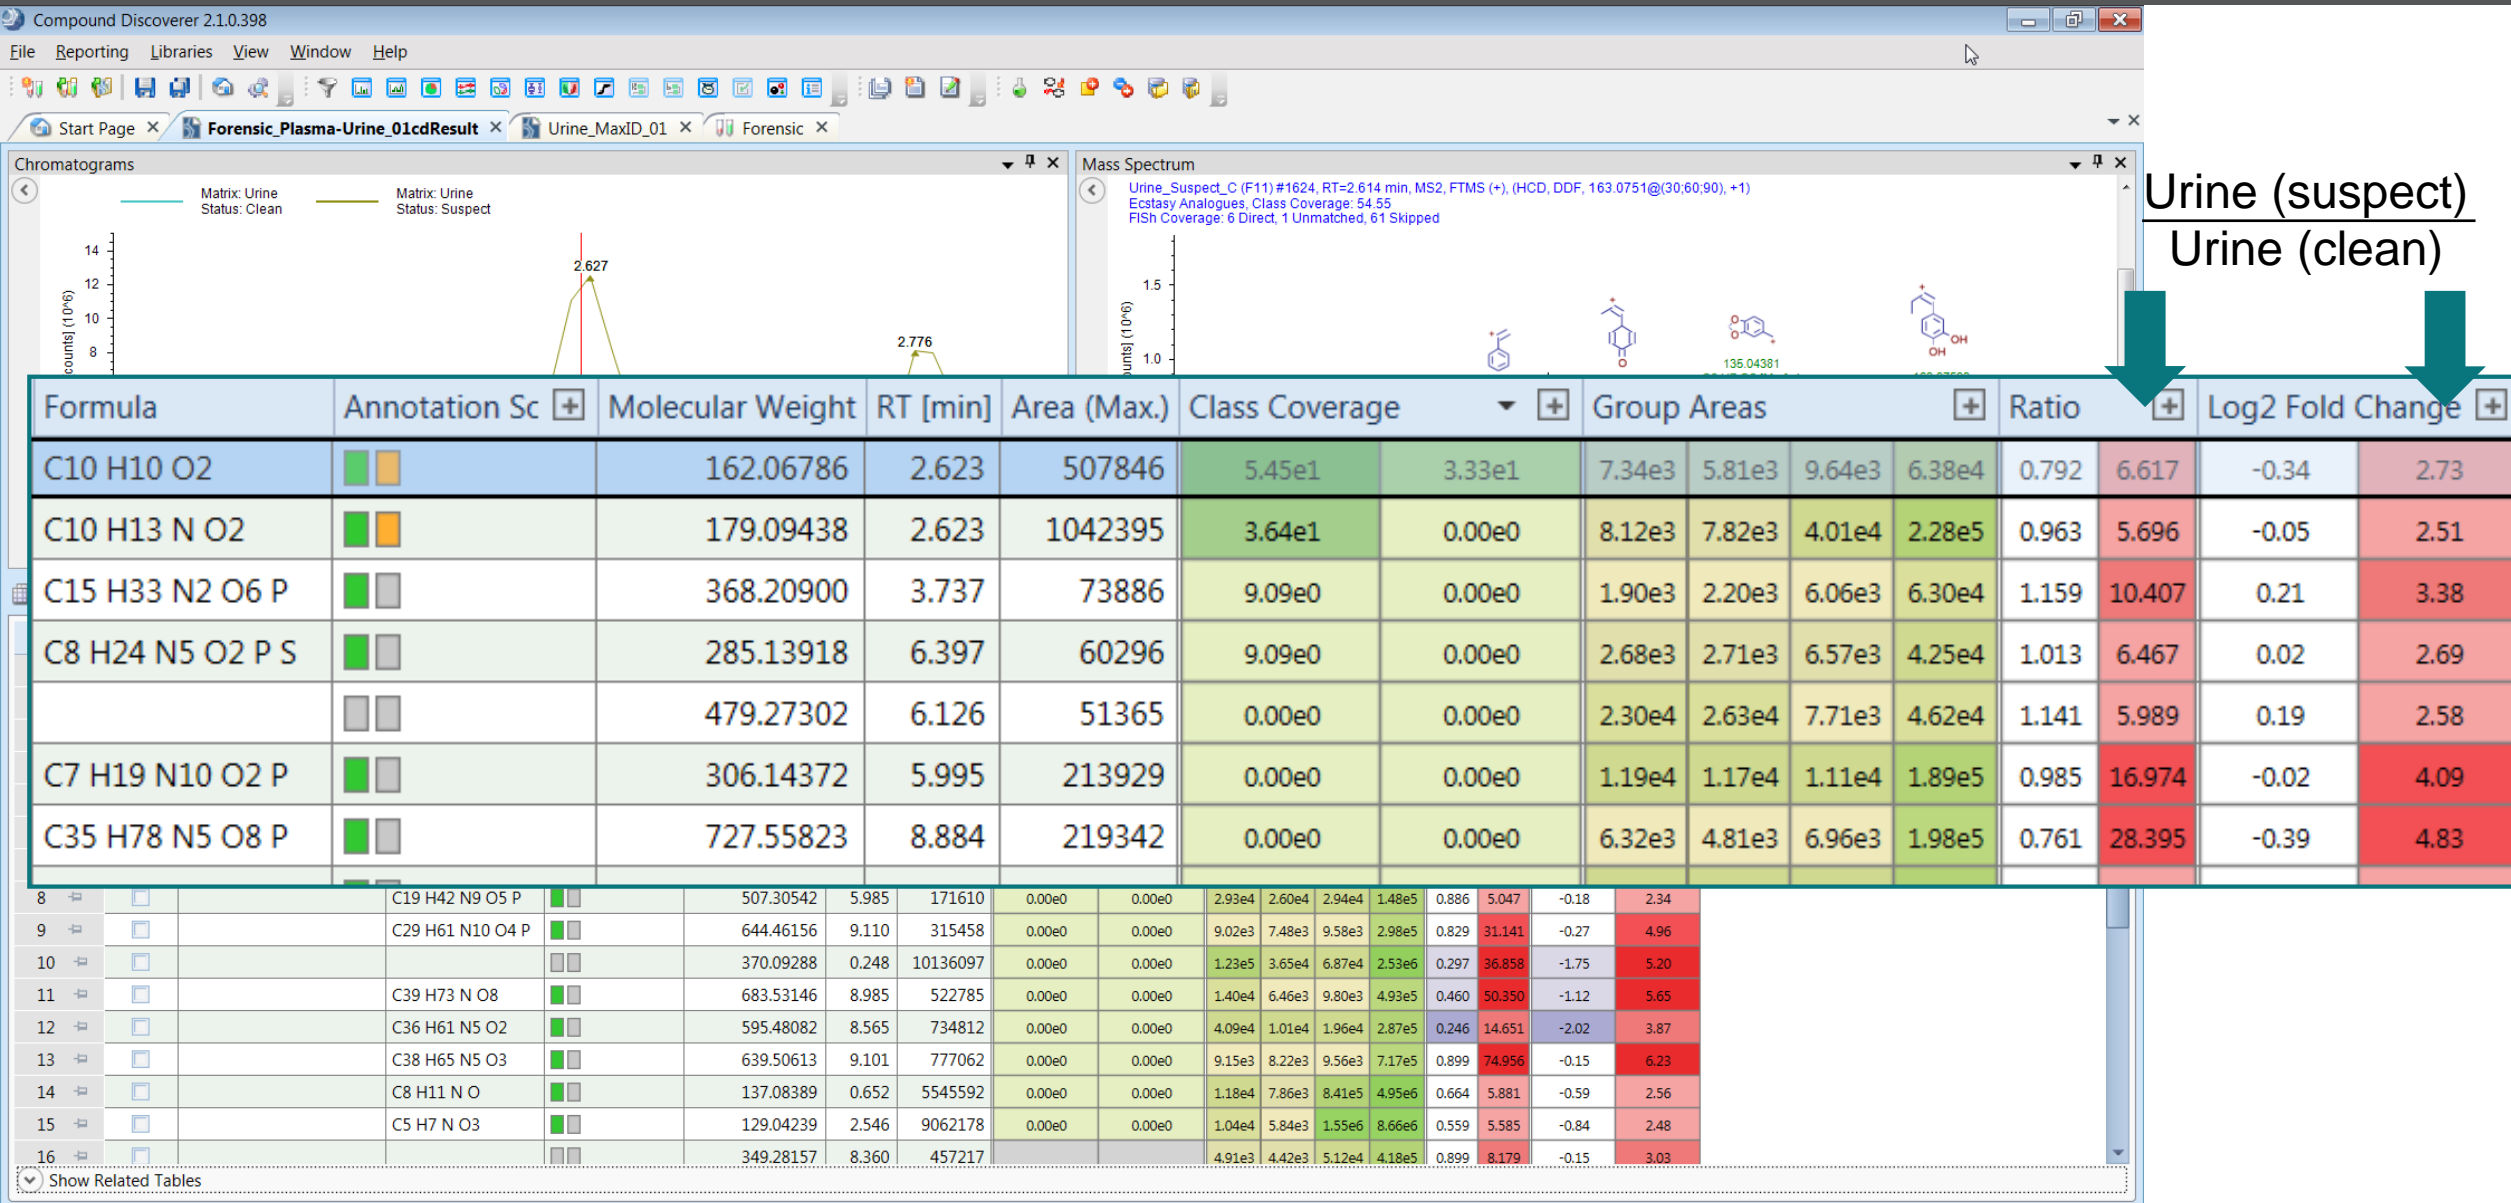 Compound Discoverer 2.1.0.398
File Reporting Libraries View Window Help
Start Page Forensic_Plasma-Urine_01cdResult Urine_MaxID_01 Forensic
Chromatograms
Matrix: Urine
Status: Clean
Matrix: Urine
Status: Suspect
14
12
10
8
counts] (10^6)
2.627
2.776
Mass Spectrum
Urine_Suspect_C (F11) #1624, RT=2.614 min, MS2, FTMS (+), (HCD, DDF, 163.0751@(30;60;90), +1)
Ecstasy Analogues, Class Coverage: 54.55
FISh Coverage: 6 Direct, 1 Unmatched, 61 Skipped
1.5
1.0
ounts] (10^6)
135.04381
OH
OH
Urine (suspect)
Urine (clean)
Formula Annotation Sc Molecular Weight RT [min] Area (Max.) Class Coverage Group Areas Ratio Log2 Fold Change
C10 H10 O2 162.06786 2.623 507846 5.45e1 3.33e1 7.34e3 5.81e3 9.64e3 6.38e4 0.792 6.617 -0.34 2.73
C10 H13 N O2 179.09438 2.623 1042395 3.64e1 0.00e0 8.12e3 7.82e3 4.01e4 2.28e5 0.963 5.696 -0.05 2.51
C15 H33 N2 O6 P 368.20900 3.737 73886 9.09e0 0.00e0 1.90e3 2.20e3 6.06e3 6.30e4 1.159 10.407 0.21 3.38
C8 H24 N5 O2 P S 285.13918 6.397 60296 9.09e0 0.00e0 2.68e3 2.71e3 6.57e3 4.25e4 1.013 6.467 0.02 2.69
479.27302 6.126 51365 0.00e0 0.00e0 2.30e4 2.63e4 7.71e3 4.62e4 1.141 5.989 0.19 2.58
C7 H19 N10 O2 P 306.14372 5.995 213929 0.00e0 0.00e0 1.19e4 1.17e4 1.11e4 1.89e5 0.985 16.974 -0.02 4.09
C35 H78 N5 O8 P 727.55823 8.884 219342 0.00e0 0.00e0 6.32e3 4.81e3 6.96e3 1.98e5 0.761 28.395 -0.39 4.83
8 C19 H42 N9 O5 P 507.30542 5.985 171610 0.00e0 0.00e0 2.93e4 2.60e4 2.94e4 1.48e5 0.886 5.047 -0.18 2.34
9 C29 H61 N10 O4 P 644.46156 9.110 315458 0.00e0 0.00e0 9.02e3 7.48e3 9.58e3 2.98e5 0.829 31.141 -0.27 4.96
10 370.09288 0.248 10136097 0.00e0 0.00e0 1.23e5 3.65e4 6.87e4 2.53e6 0.297 36.858 -1.75 5.20
11 C39 H73 N O8 683.53146 8.985 522785 0.00e0 0.00e0 1.40e4 6.46e3 9.80e3 4.93e5 0.460 50.350 -1.12 5.65
12 C36 H61 N5 O2 595.48082 8.565 734812 0.00e0 0.00e0 4.09e4 1.01e4 1.96e4 2.87e5 0.246 14.651 -2.02 3.87
13 C38 H65 N5 O3 639.50613 9.101 777062 0.00e0 0.00e0 9.15e3 8.22e3 9.56e3 7.17e5 0.899 74.956 -0.15 6.23
14 C8 H11 N O 137.08389 0.652 5545592 0.00e0 0.00e0 1.18e4 7.86e3 8.41e5 4.95e6 0.664 5.881 -0.59 2.56
15 C5 H7 N O3 129.04239 2.546 9062178 0.00e0 0.00e0 1.04e4 5.84e3 1.55e6 8.66e6 0.559 5.585 -0.84 2.48
16 349.28157 8.360 457217 4.91e3 4.42e3 5.12e4 4.18e5 0.899 8.179 -0.15 3.03
Show Related Tables